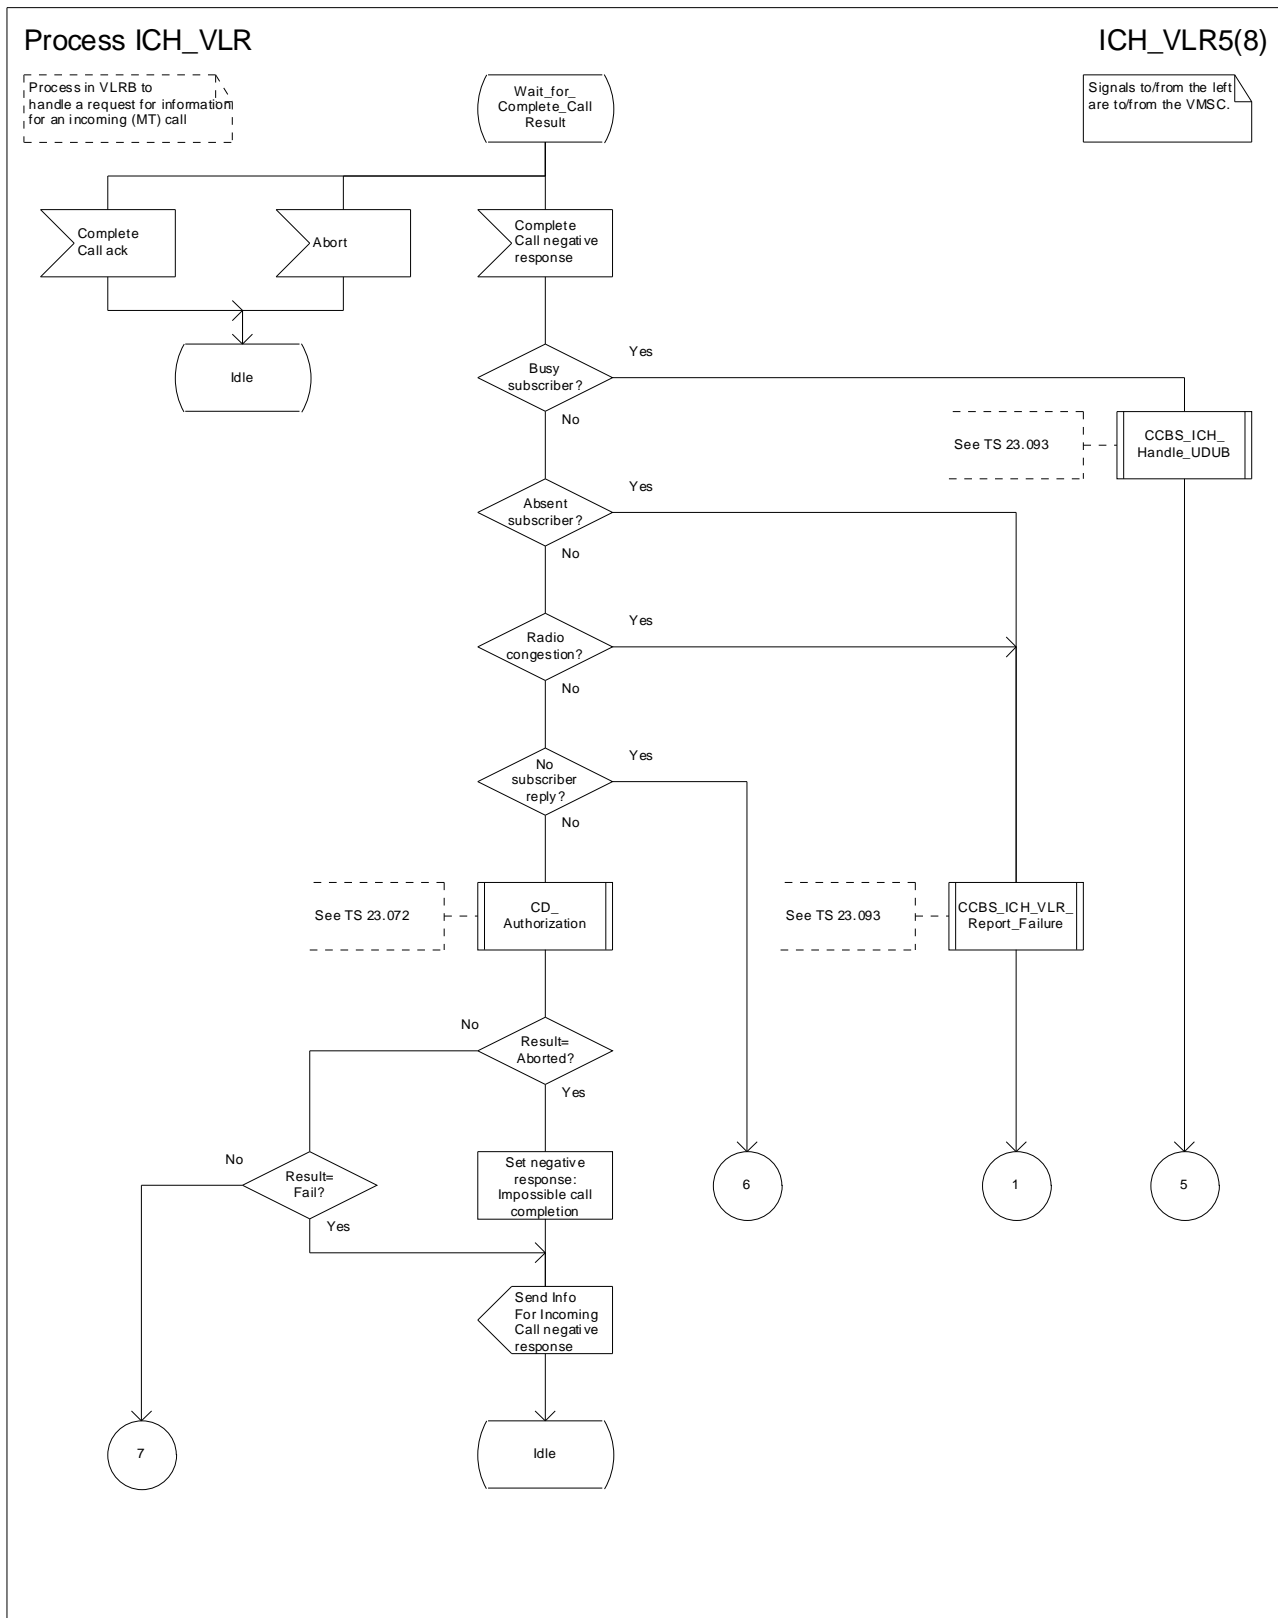 Process ICH_VLR
ICH_VLR5(8)
Process in VLRB to
handle a request for information
for an incoming (MT) call
Wait_for_
Complete_Call
Result
Signals to/from the left
are to/from the VMSC.
Complete
Call ack
Abort
Complete
Call negative
response
Idle
Busy
subscriber?
Yes
No
See TS 23.093
CCBS_ICH_
Handle_UDUB
Absent
subscriber?
Yes
No
Radio
congestion?
Yes
No
No
subscriber
reply?
Yes
No
See TS 23.072
CD_
Authorization
See TS 23.093
CCBS_ICH_VLR_
Report_Failure
No
Result=
Aborted?
Yes
No
Result=
Fail?
Yes
Set negative
response:
Impossible call
completion
6
1
5
Send Info
For Incoming
Call negative
response
7
Idle